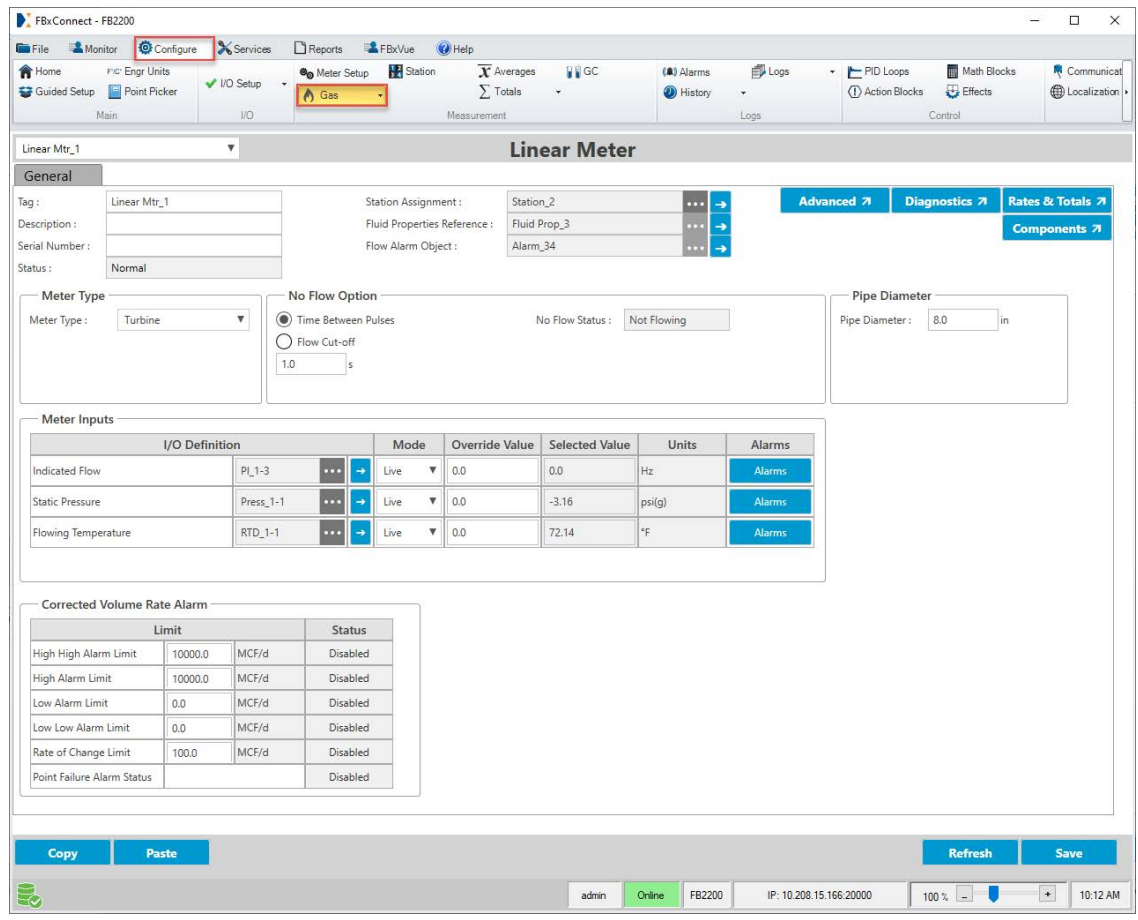 FBxConnect - FB2200
File Monitor Configure Services Reports FBxVue Help
Home Engr Units Meter Setup Station X Averages GC Alarms Logs PID Loops Math Blocks Communicat
I/O Setup
Guided Setup Point Picker Gas Σ Totals History Action Blocks Effects Localization
Main I/O Measurement Logs Control
Linear Mtr_1 Linear Meter
General
Tag : Linear Mtr_1 Station Assignment : Station_2 ... Advanced Diagnostics Rates & Totals
Description : Fluid Properties Reference : Fluid Prop_3 ... Components
Serial Number : Flow Alarm Object : Alarm_34 ...
Status : Normal
Meter Type No Flow Option Pipe Diameter
Meter Type : Turbine Time Between Pulses No Flow Status : Not Flowing Pipe Diameter : 8.0 in
Flow Cut-off
1.0 s
Meter Inputs
I/O Definition Mode Override Value Selected Value Units Alarms
Indicated Flow PI_1-3 ... Live 0.0 0.0 Hz Alarms
Static Pressure Press_1-1 ... Live 0.0 -3.16 psi(g) Alarms
Flowing Temperature RTD_1-1 ... Live 0.0 72.14 °F Alarms
Corrected Volume Rate Alarm
Limit Status
High High Alarm Limit 10000.0 MCF/d Disabled
High Alarm Limit 10000.0 MCF/d Disabled
Low Alarm Limit 0.0 MCF/d Disabled
Low Low Alarm Limit 0.0 MCF/d Disabled
Rate of Change Limit 100.0 MCF/d Disabled
Point Failure Alarm Status Disabled
Copy Paste Refresh Save
admin Online FB2200 IP: 10.208.15.166:20000 100 % - + 10:12 AM